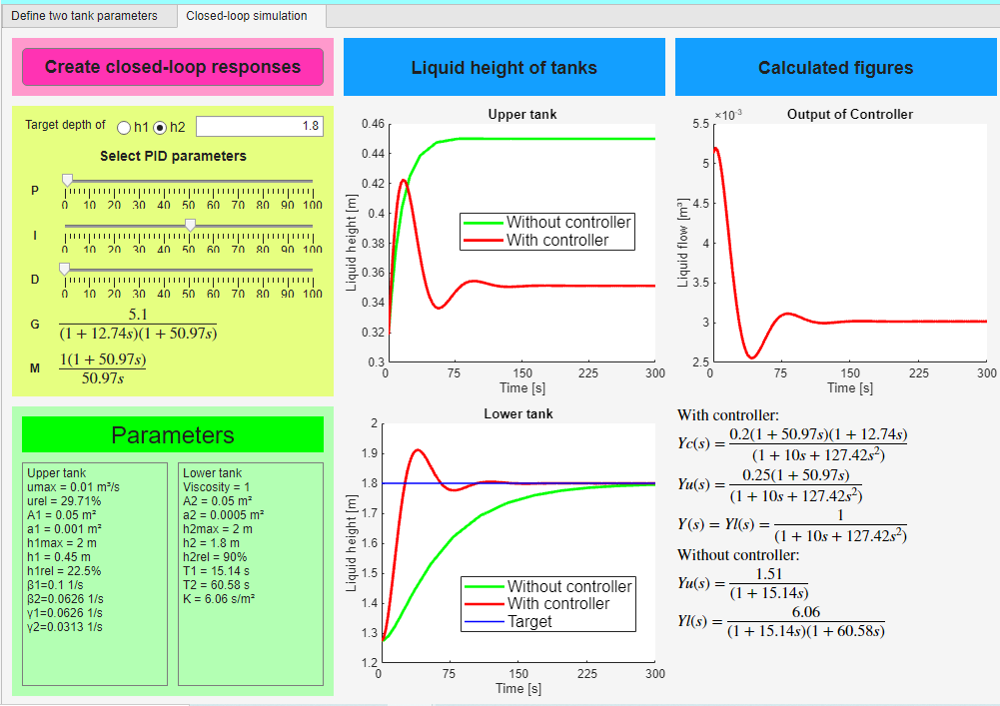 Define two tank parameters
Closed-loop simulation
Create closed-loop responses
Target depth of h1 h2 1.8
Select PID parameters
P
0 10 20 30 40 50 60 70 80 90 100
I
0 10 20 30 40 50 60 70 80 90 100
D
0 10 20 30 40 50 60 70 80 90 100
G 5.1 / (1 + 12.74s)(1 + 50.97s)
M 1(1 + 50.97s) / 50.97s
Parameters
Upper tank
umax = 0.01 m³/s
urel = 29.71%
A1 = 0.05 m²
a1 = 0.001 m²
h1max = 2 m
h1 = 0.45 m
h1rel = 22.5%
β1=0.1 1/s
β2=0.0626 1/s
γ1=0.0626 1/s
γ2=0.0313 1/s
Lower tank
Viscosity = 1
A2 = 0.05 m²
a2 = 0.0005 m²
h2max = 2 m
h2 = 1.8 m
h2rel = 90%
T1 = 15.14 s
T2 = 60.58 s
K = 6.06 s/m²
Liquid height of tanks
Upper tank
Liquid height [m]
0.46
0.44
0.42
0.4
0.38
0.36
0.34
0.32
0.3
Without controller
With controller
0 75 150 225 300
Time [s]
Lower tank
Liquid height [m]
2
1.9
1.8
1.7
1.6
1.5
1.4
1.3
1.2
Without controller
With controller
Target
0 75 150 225 300
Time [s]
Calculated figures
×10⁻³
Output of Controller
Liquid flow [m³]
5.5
5
4.5
4
3.5
3
2.5
0 75 150 225 300
Time [s]
With controller:
Yc(s) = 0.2(1 + 50.97s)(1 + 12.74s) / (1 + 10s + 127.42s²)
Yu(s) = 0.25(1 + 50.97s) / (1 + 10s + 127.42s²)
Y(s) = Yl(s) = 1 / (1 + 10s + 127.42s²)
Without controller:
Yu(s) = 1.51 / (1 + 15.14s)
Yl(s) = 6.06 / (1 + 15.14s)(1 + 60.58s)